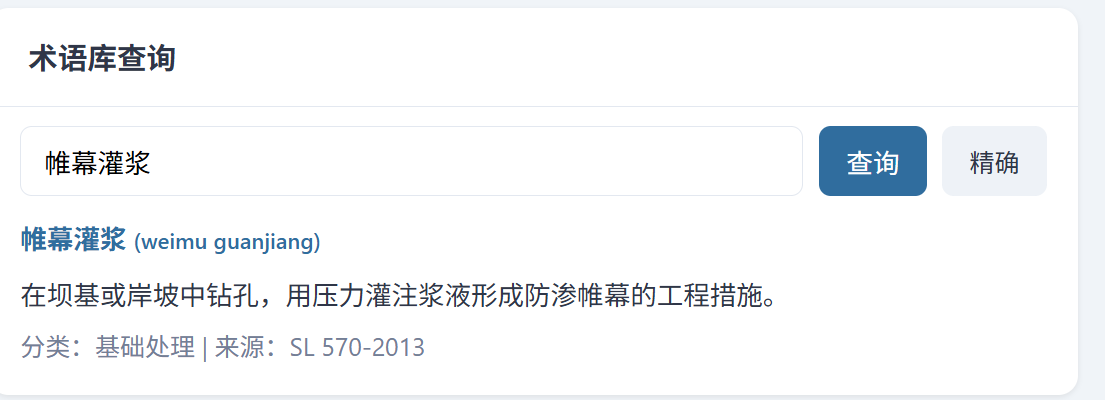 术语库查询
帷幕灌浆
查询
精确
帷幕灌浆 (weimu guanjiang)
在坝基或岸坡中钻孔，用压力灌注浆液形成防渗帷幕的工程措施。
分类：基础处理 | 来源：SL 570-2013